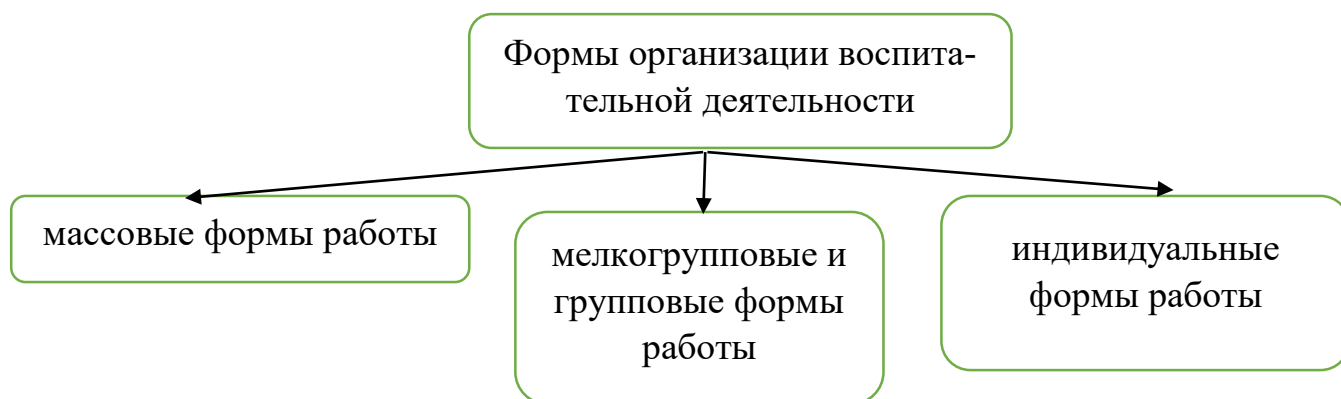 Формы организации воспита-
тельной деятельности
массовые формы работы
мелкогрупповые и
групповые формы
работы
индивидуальные
формы работы